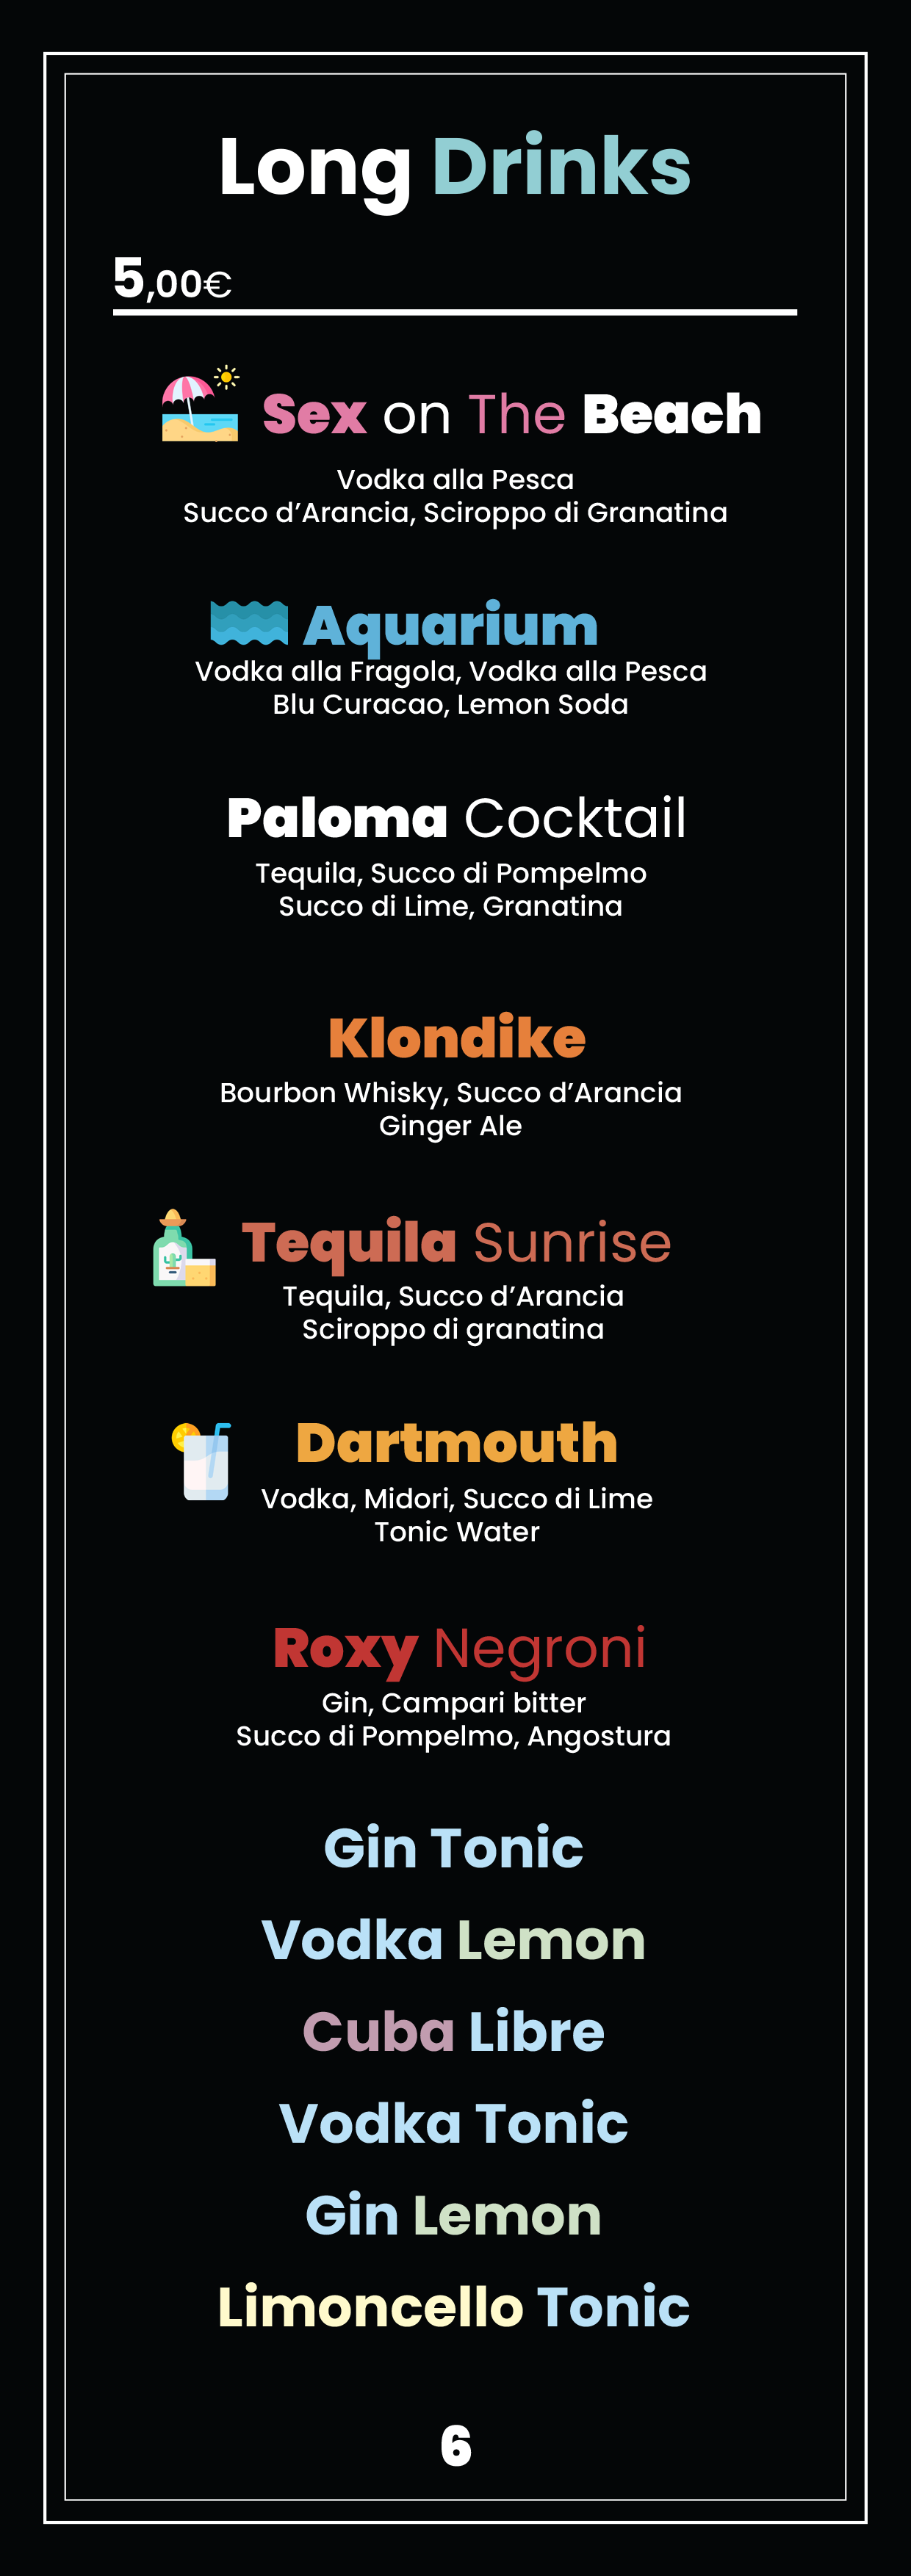 Long Drinks
5,00€
Sex on The Beach
Vodka alla Pesca
Succo d’Arancia, Sciroppo di Granatina
Aquarium
Vodka alla Fragola, Vodka alla Pesca
Blu Curacao, Lemon Soda
Paloma Cocktail
Tequila, Succo di Pompelmo
Succo di Lime, Granatina
Klondike
Bourbon Whisky, Succo d’Arancia
Ginger Ale
Tequila Sunrise
Tequila, Succo d’Arancia
Sciroppo di granatina
Dartmouth
Vodka, Midori, Succo di Lime
Tonic Water
Roxy Negroni
Gin, Campari bitter
Succo di Pompelmo, Angostura
Gin Tonic
Vodka Lemon
Cuba Libre
Vodka Tonic
Gin Lemon
Limoncello Tonic
6